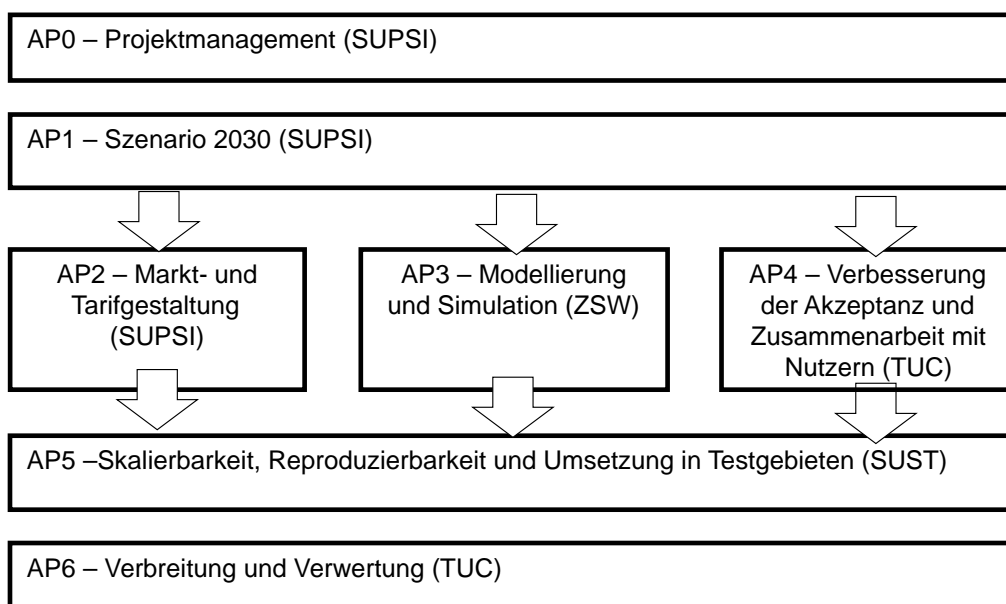 AP0 – Projektmanagement (SUPSI)
AP1 – Szenario 2030 (SUPSI)
AP2 – Markt- und
Tarifgestaltung
(SUPSI)
AP3 – Modellierung
und Simulation (ZSW)
AP4 – Verbesserung
der Akzeptanz und
Zusammenarbeit mit
Nutzern (TUC)
AP5 –Skalierbarkeit, Reproduzierbarkeit und Umsetzung in Testgebieten (SUST)
AP6 – Verbreitung und Verwertung (TUC)